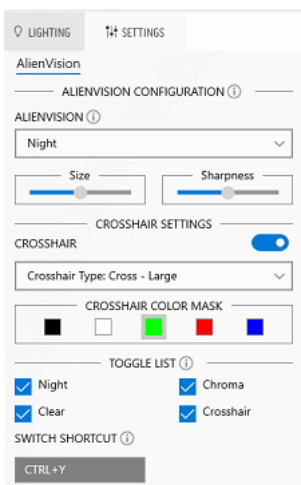 LIGHTING SETTINGS
AlienVision
ALIENVISION CONFIGURATION
ALIENVISION
Night
Size Sharpness
CROSSHAIR SETTINGS
CROSSHAIR
Crosshair Type: Cross - Large
CROSSHAIR COLOR MASK
TOGGLE LIST
Night Chroma
Clear Crosshair
SWITCH SHORTCUT
CTRL+Y